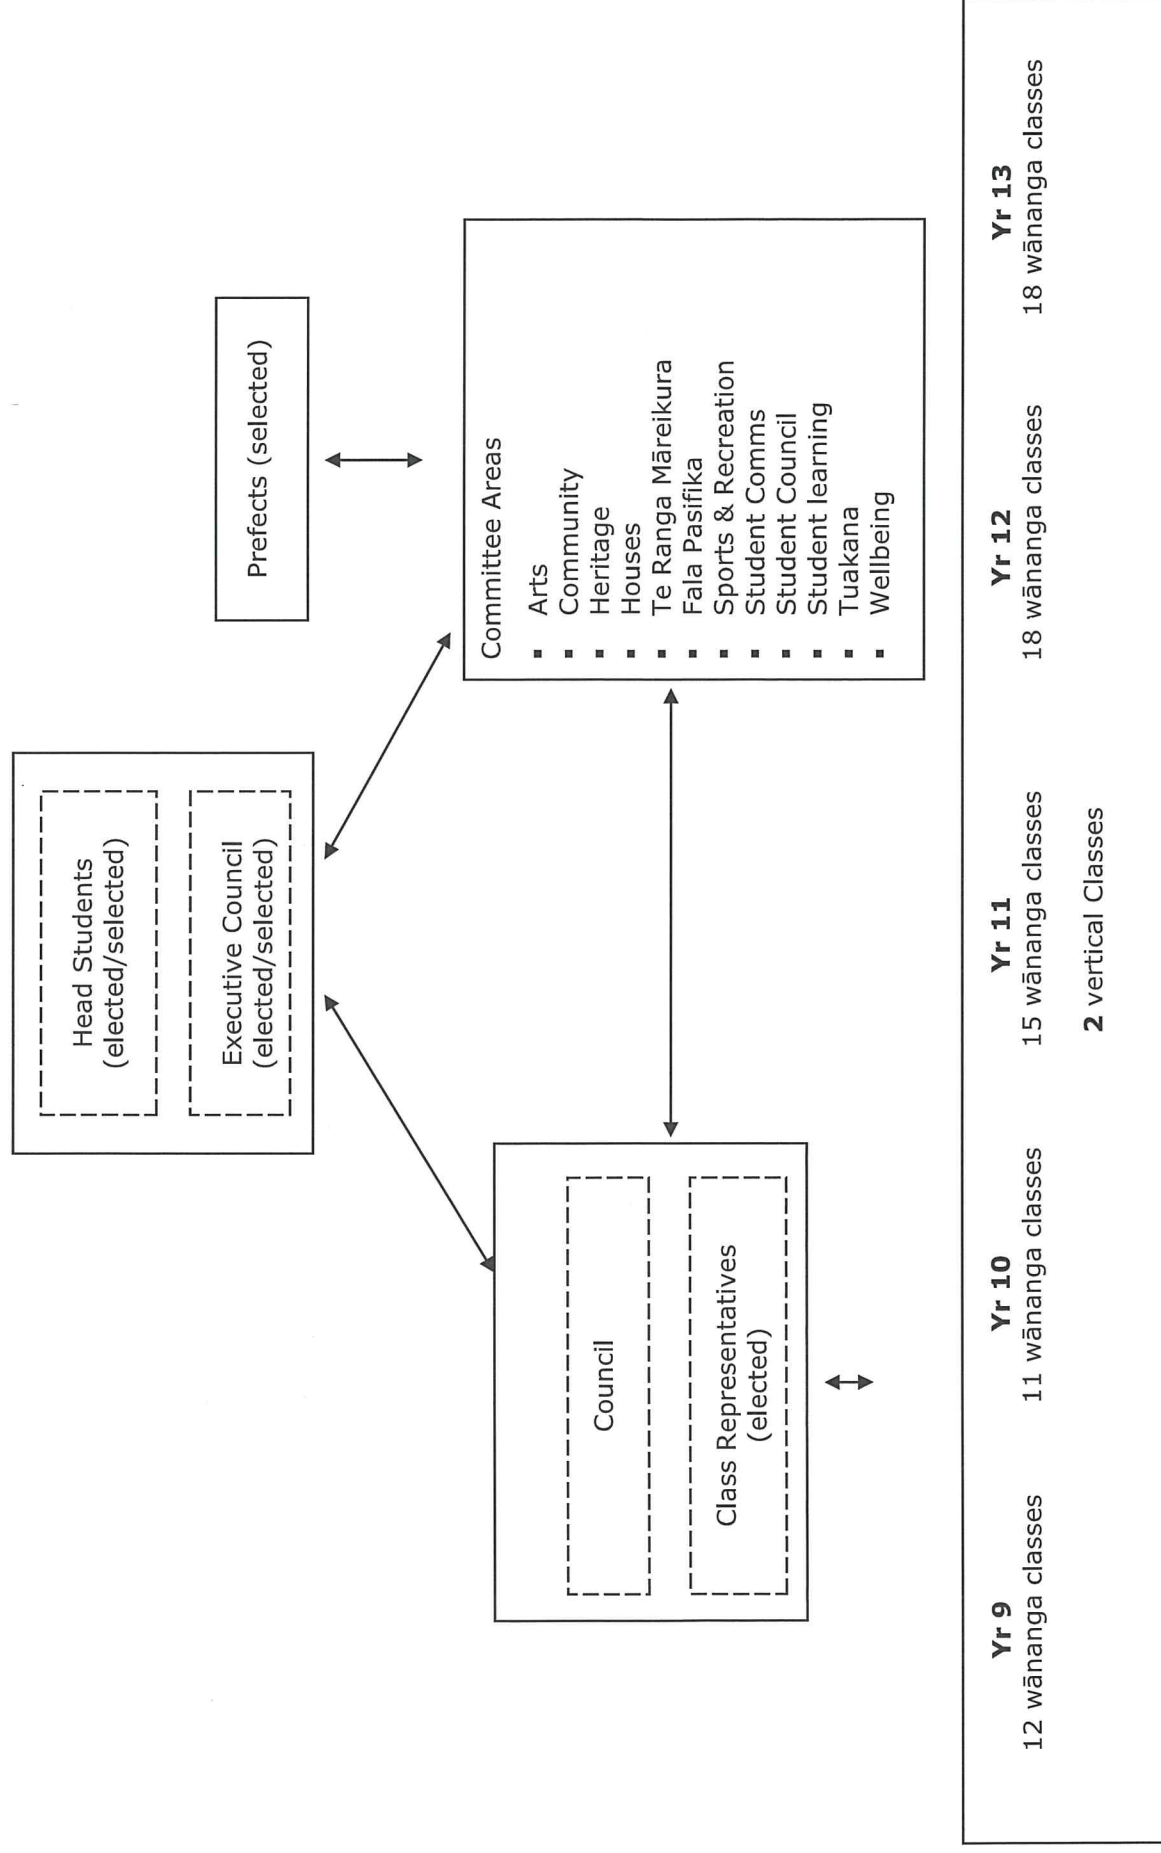 Head Students
(elected/selected)
Executive Council
(elected/selected)
Prefects (selected)
Council
Class Representatives
(elected)
Committee Areas
▪ Arts
▪ Community
▪ Heritage
▪ Houses
▪ Te Ranga Māreikura
▪ Fala Pasifika
▪ Sports & Recreation
▪ Student Comms
▪ Student Council
▪ Student learning
▪ Tuakana
▪ Wellbeing
Yr 9
12 wānanga classes
Yr 10
11 wānanga classes
Yr 11
15 wānanga classes
Yr 12
18 wānanga classes
Yr 13
18 wānanga classes
2 vertical Classes